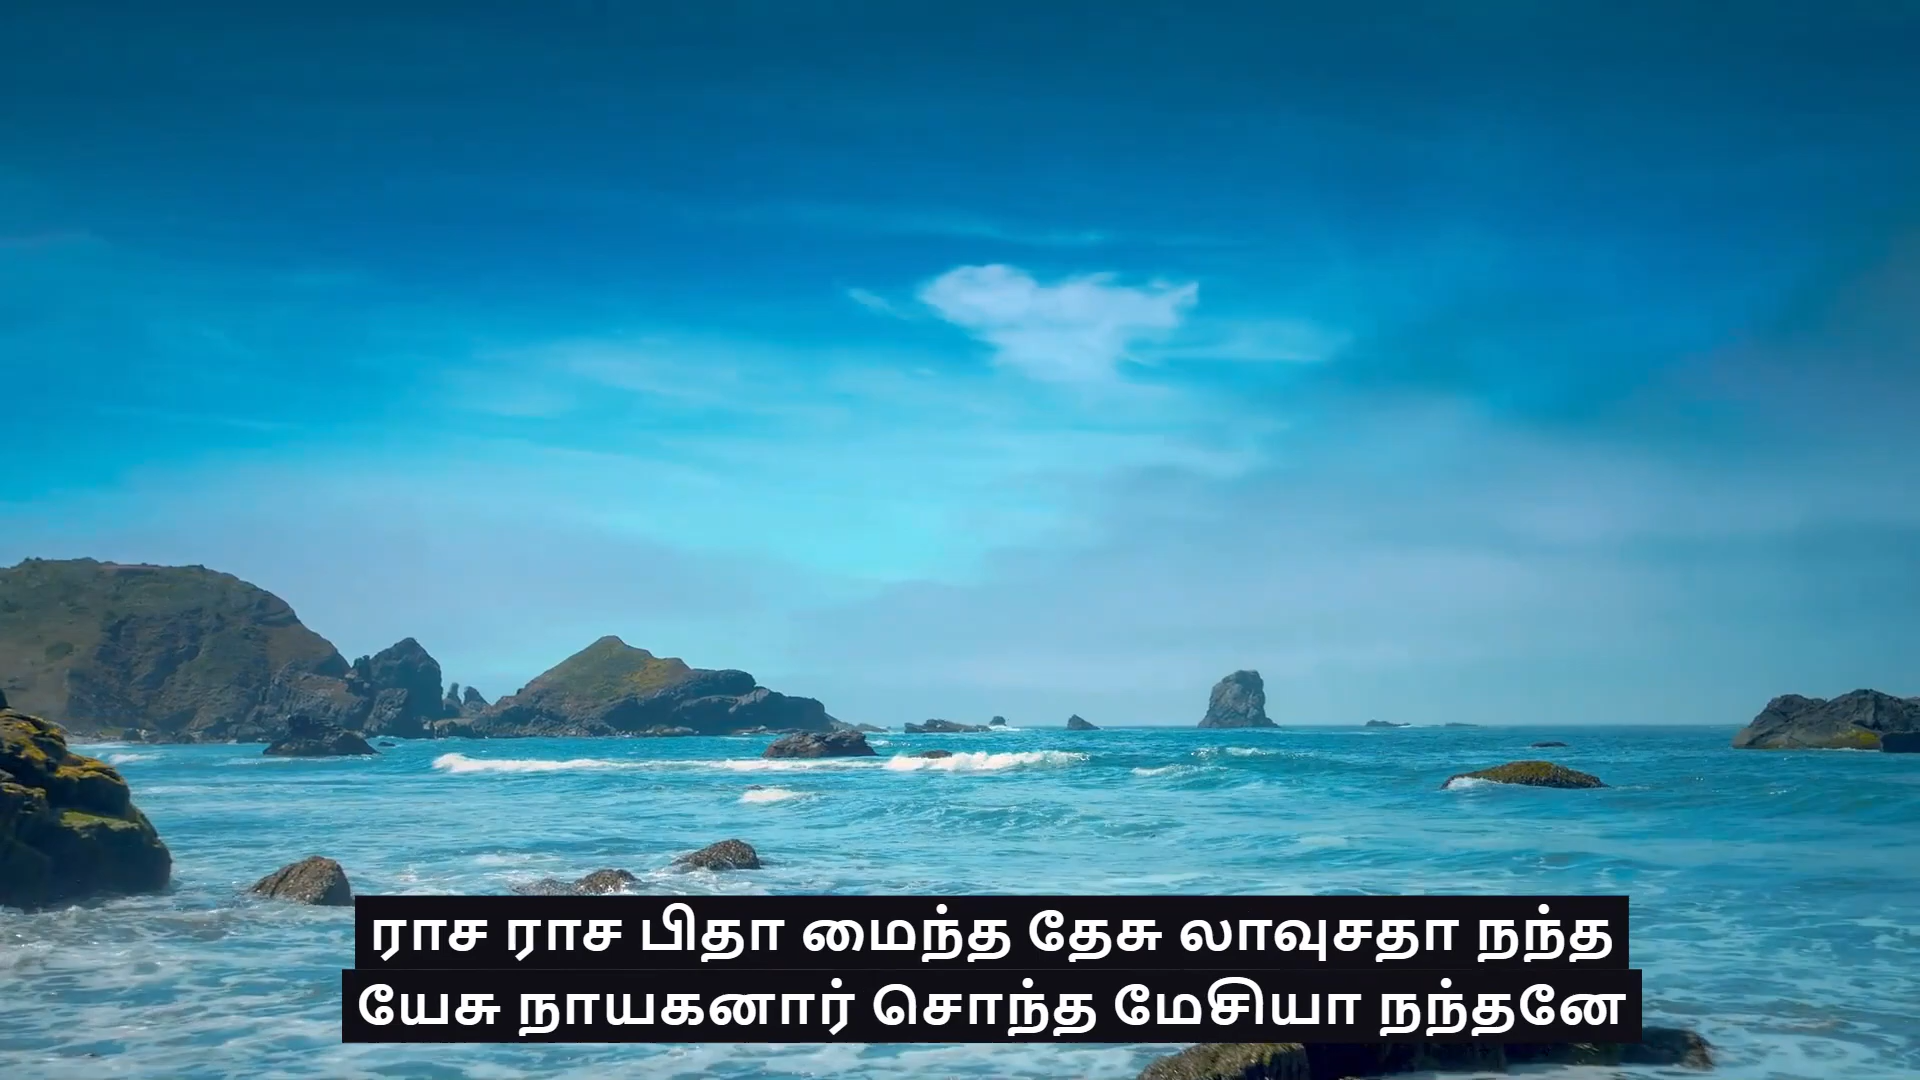 ராச ராச பிதா மைந்த தேசு லாவுசதா நந்த
யேசு நாயகனார் சொந்த மேசியா நந்தனே